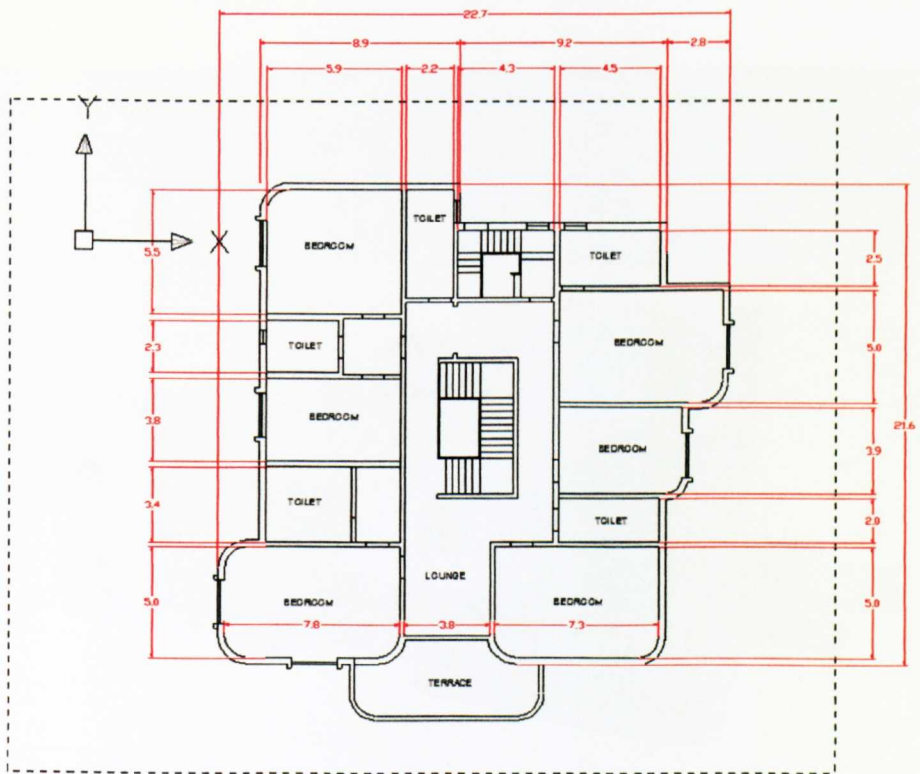 22.7
8.9 9.2 2.8
5.9 2.2 4.3 4.5
Y
X
TOILET
BEDROOM
TOILET
5.5
2.5
TOILET
BEDROOM
2.3
5.0
BEDROOM
3.8
21.6
BEDROOM
3.9
TOILET
3.4
TOILET
2.0
LOUNGE
BEDROOM
BEDROOM
5.0
5.0
7.8 3.8 7.3
TERRACE